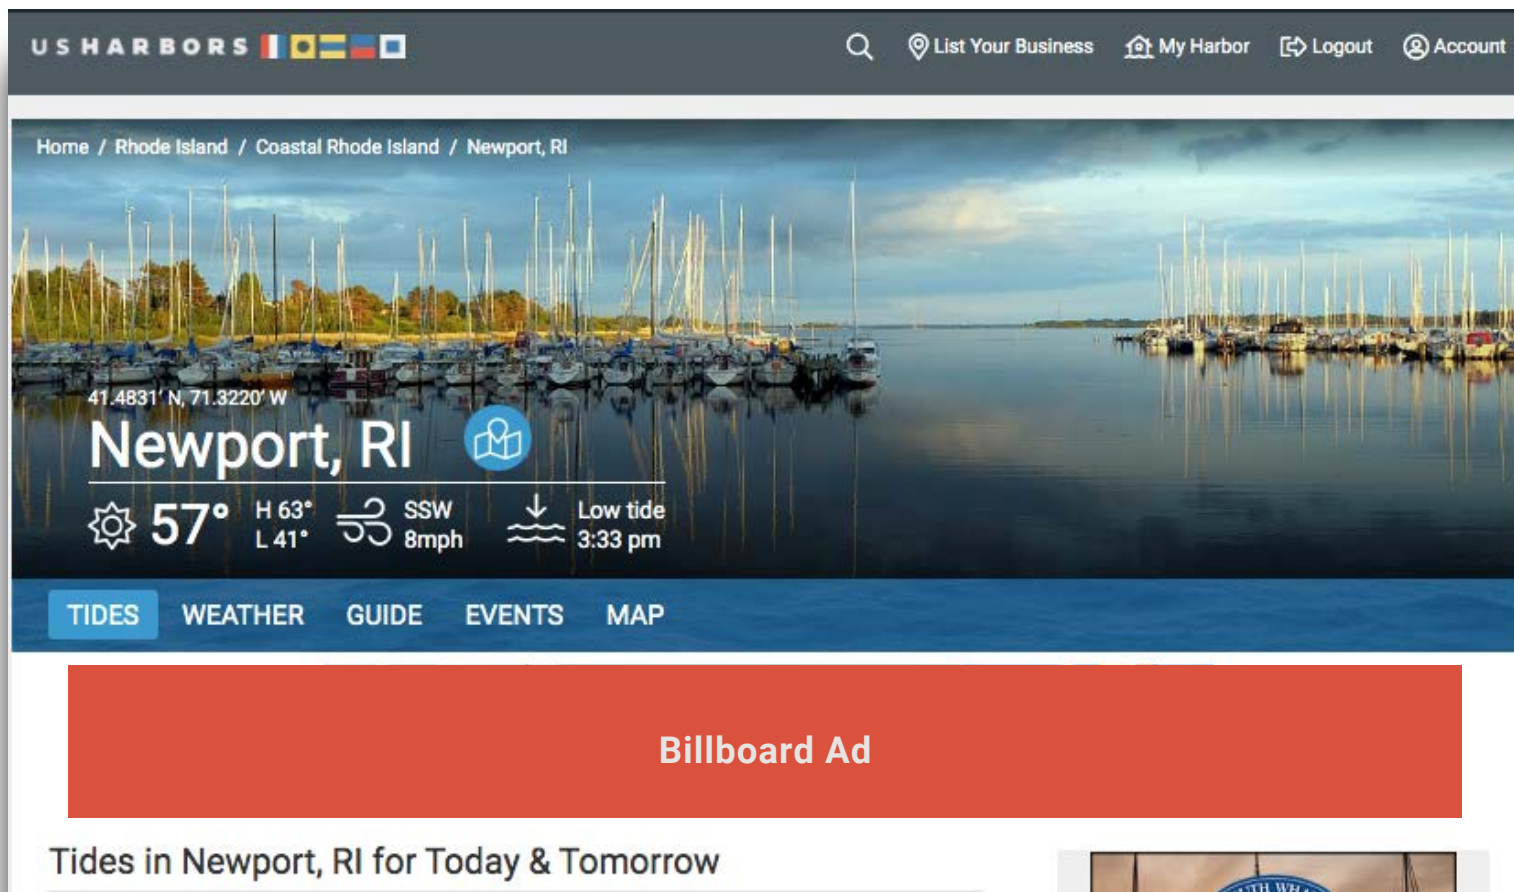 US HARBORS
List Your Business
My Harbor
Logout
Account
Home / Rhode Island / Coastal Rhode Island / Newport, RI
41.4831' N, 71.3220' W
Newport, RI
57° H 63° L 41°
SSW 8mph
Low tide 3:33 pm
TIDES WEATHER GUIDE EVENTS MAP
Billboard Ad
Tides in Newport, RI for Today & Tomorrow